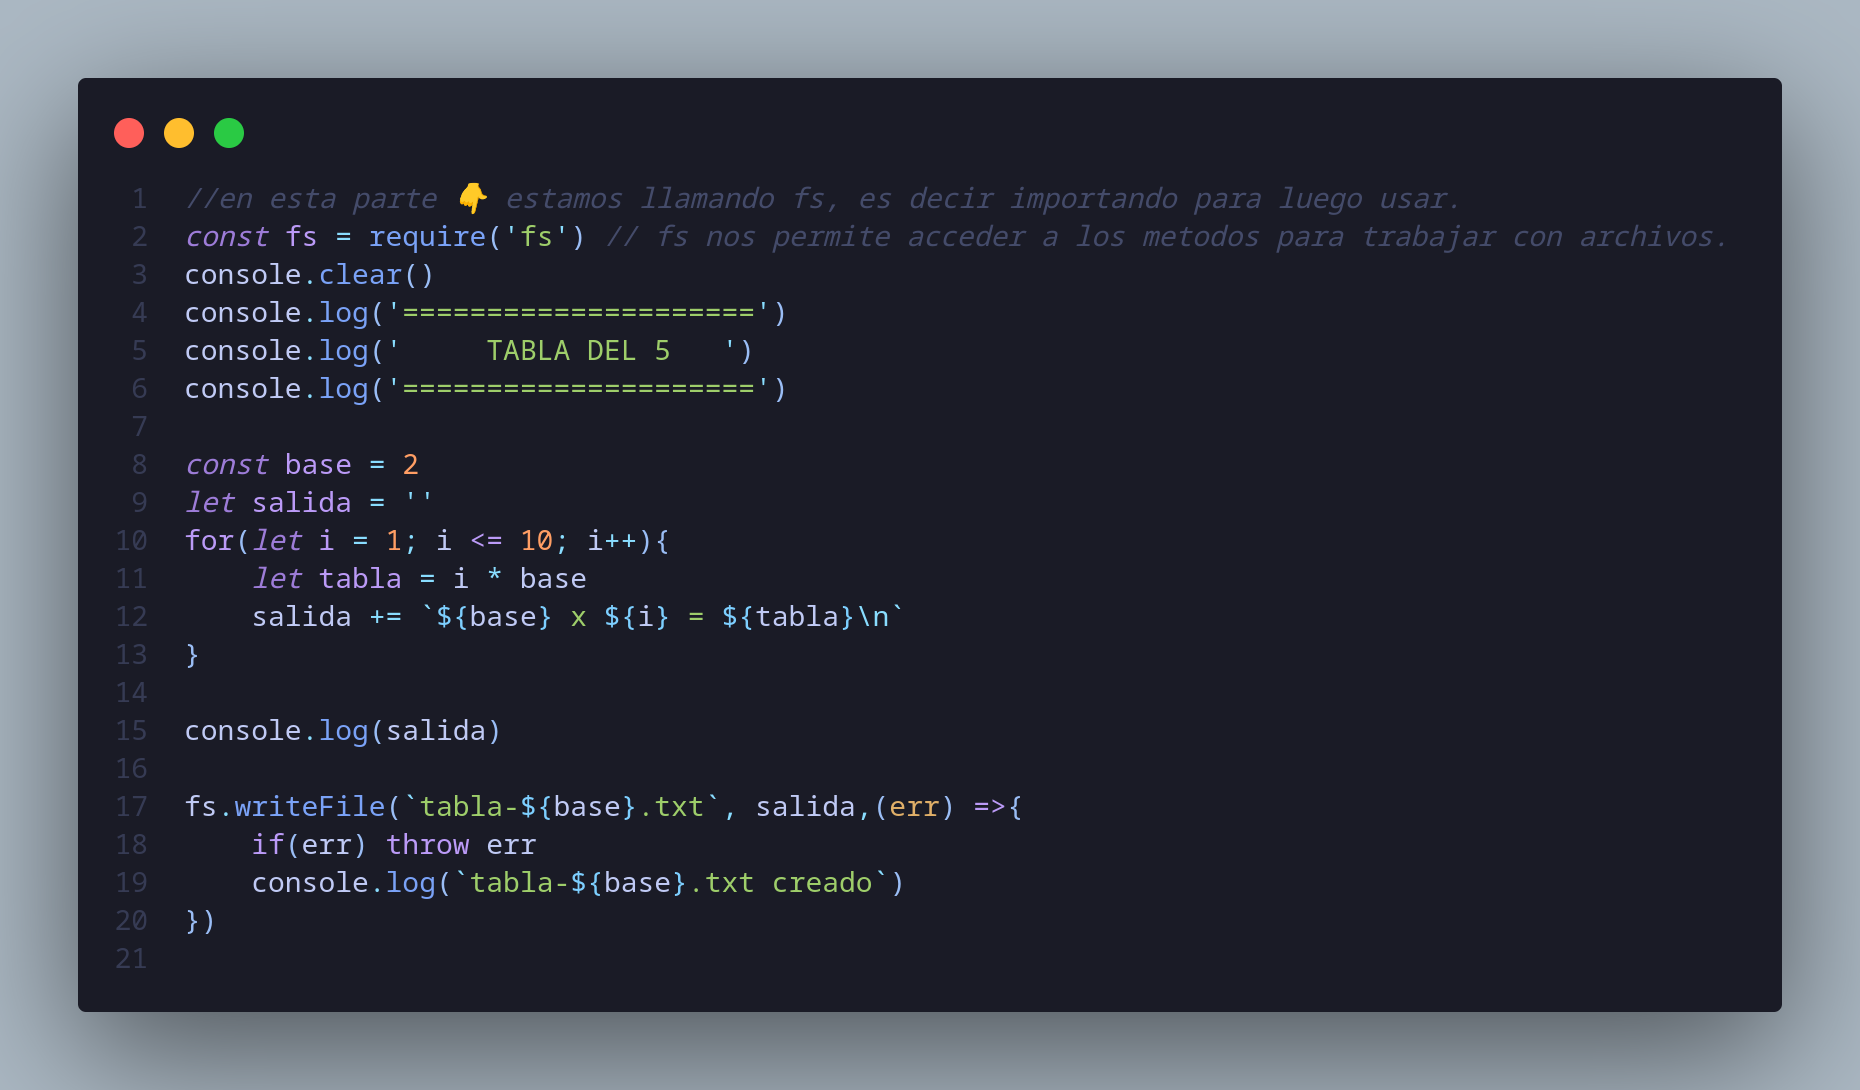 1 //en esta parte 👇 estamos llamando fs, es decir importando para luego usar.
2 const fs = require('fs') // fs nos permite acceder a los metodos para trabajar con archivos.
3 console.clear()
4 console.log('=====================')
5 console.log('     TABLA DEL 5   ')
6 console.log('=====================')
7
8 const base = 2
9 let salida = ''
10 for(let i = 1; i <= 10; i++){
11     let tabla = i * base
12     salida += `${base} x ${i} = ${tabla}\n`
13 }
14
15 console.log(salida)
16
17 fs.writeFile(`tabla-${base}.txt`, salida,(err) =>{
18     if(err) throw err
19     console.log(`tabla-${base}.txt creado`)
20 })
21